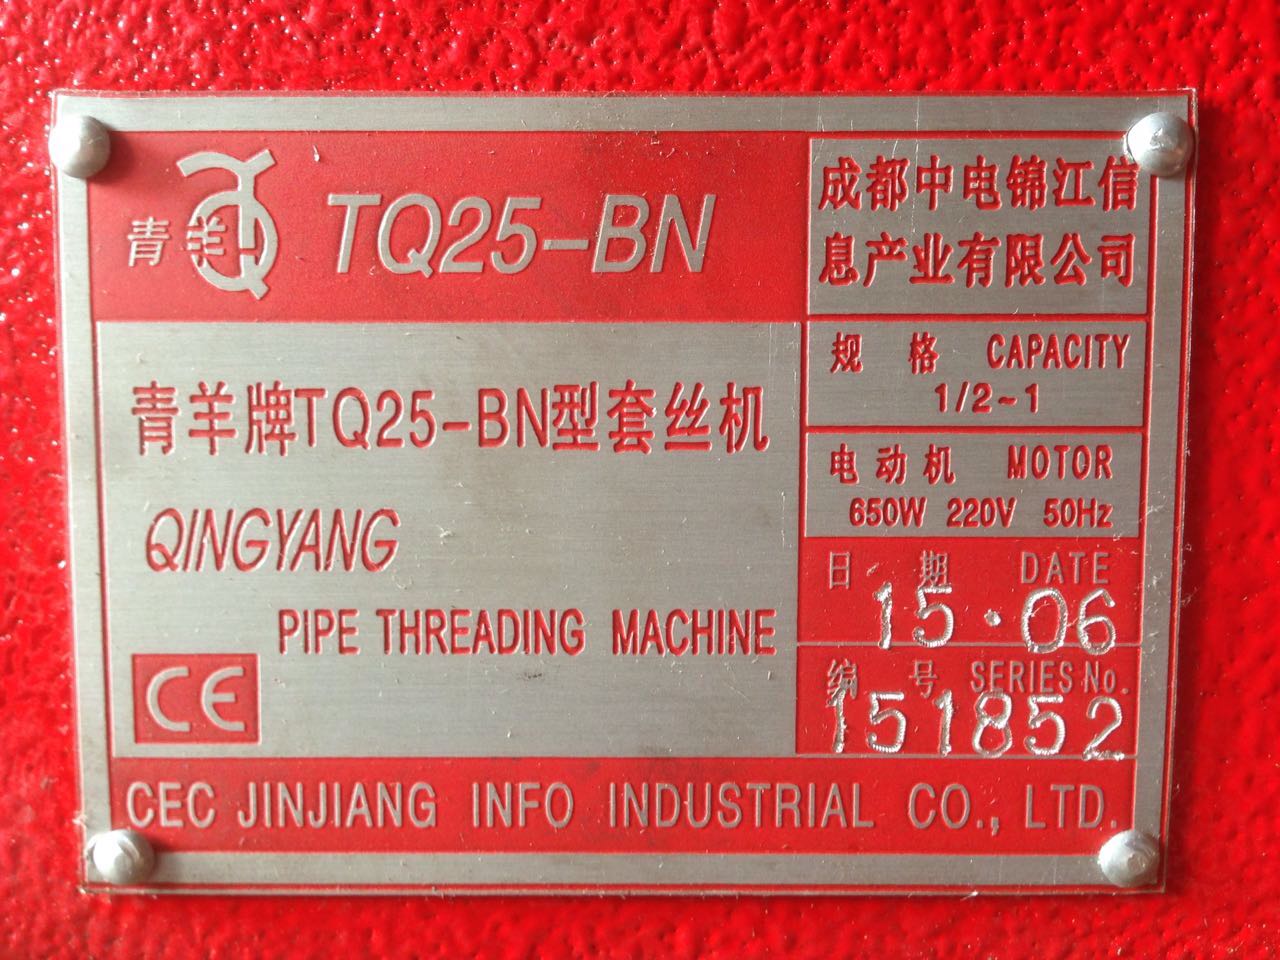 青羊 TQ25-BN
成都中电锦江信
息产业有限公司
规格 CAPACITY
1/2~1
电动机 MOTOR
650W 220V 50Hz
日期 DATE
15·06
编号 SERIES No.
151852
青羊牌TQ25-BN型套丝机
QINGYANG
PIPE THREADING MACHINE
CE
CEC JINJIANG INFO INDUSTRIAL CO., LTD.